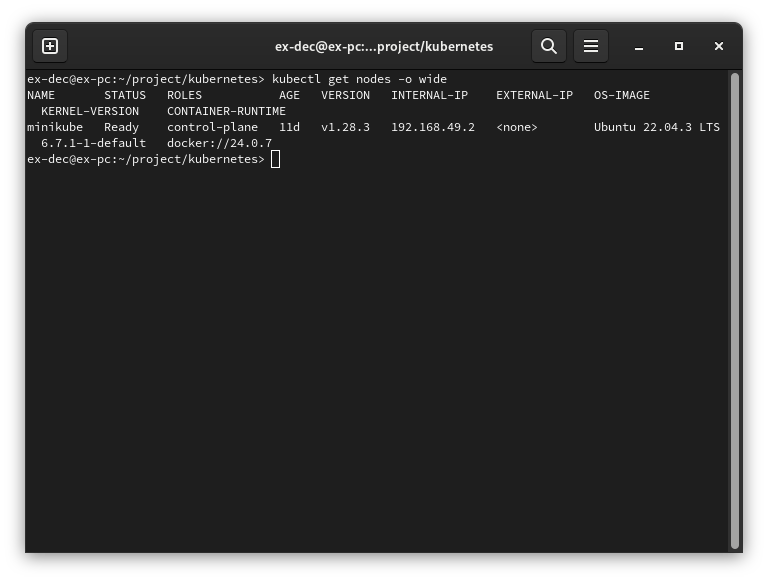 ex-dec@ex-pc:...project/kubernetes
ex-dec@ex-pc:~/project/kubernetes> kubectl get nodes -o wide
NAME       STATUS   ROLES           AGE   VERSION   INTERNAL-IP    EXTERNAL-IP   OS-IMAGE
  KERNEL-VERSION    CONTAINER-RUNTIME
minikube   Ready    control-plane   11d   v1.28.3   192.168.49.2   <none>        Ubuntu 22.04.3 LTS
  6.7.1-1-default   docker://24.0.7
ex-dec@ex-pc:~/project/kubernetes>